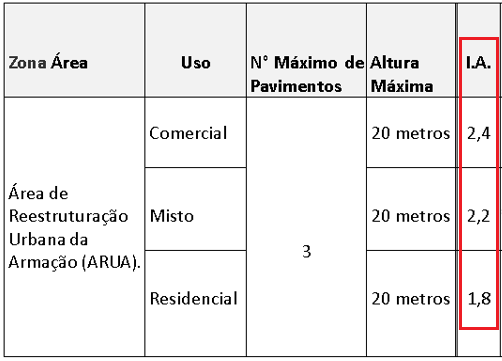 Zona Área
Uso
N° Máximo de
Pavimentos
Altura
Máxima
I.A.
Área de
Reestruturação
Urbana da
Armação (ARUA).
Comercial
3
20 metros
2,4
Misto
20 metros
2,2
Residencial
20 metros
1,8